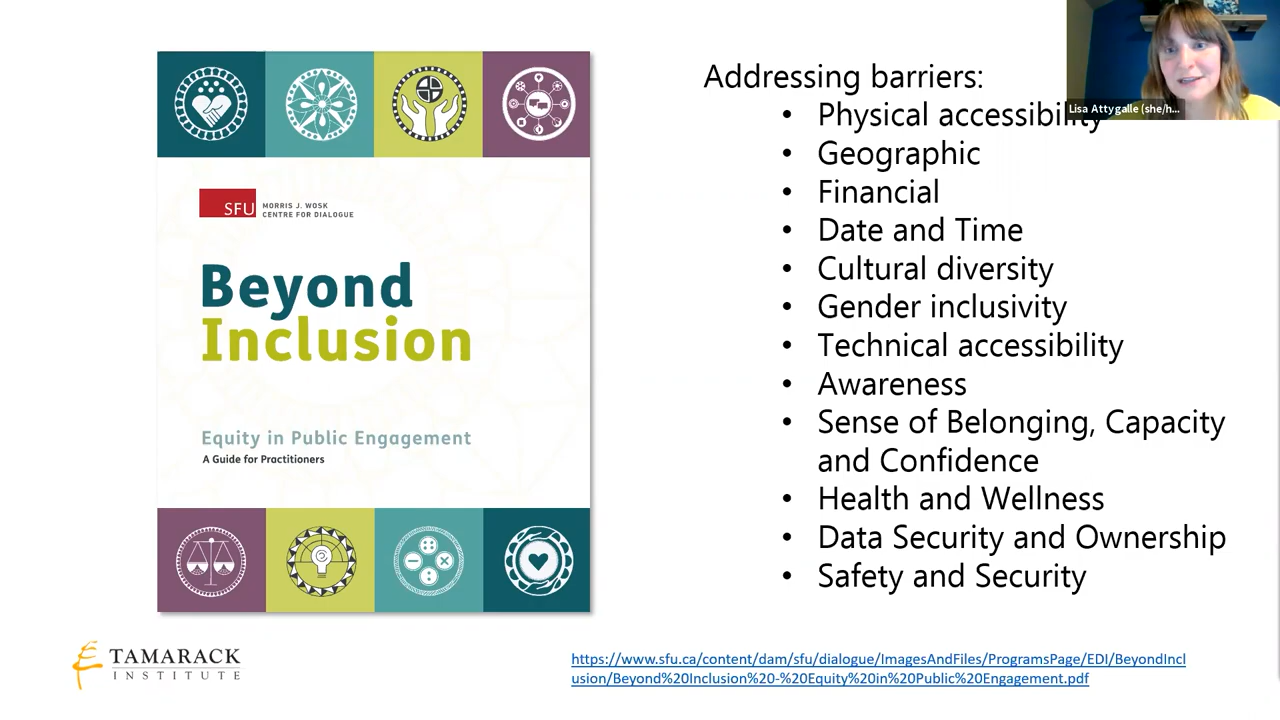 Lisa Attygalle (she/h...
SFU
MORRIS J. WOSK
CENTRE FOR DIALOGUE
Beyond
Inclusion
Equity in Public Engagement
A Guide for Practitioners
Addressing barriers:
• Physical accessibility
• Geographic
• Financial
• Date and Time
• Cultural diversity
• Gender inclusivity
• Technical accessibility
• Awareness
• Sense of Belonging, Capacity
and Confidence
• Health and Wellness
• Data Security and Ownership
• Safety and Security
TAMARACK
INSTITUTE
https://www.sfu.ca/content/dam/sfu/dialogue/ImagesAndFiles/ProgramsPage/EDI/BeyondIncl
usion/Beyond%20Inclusion%20-%20Equity%20in%20Public%20Engagement.pdf